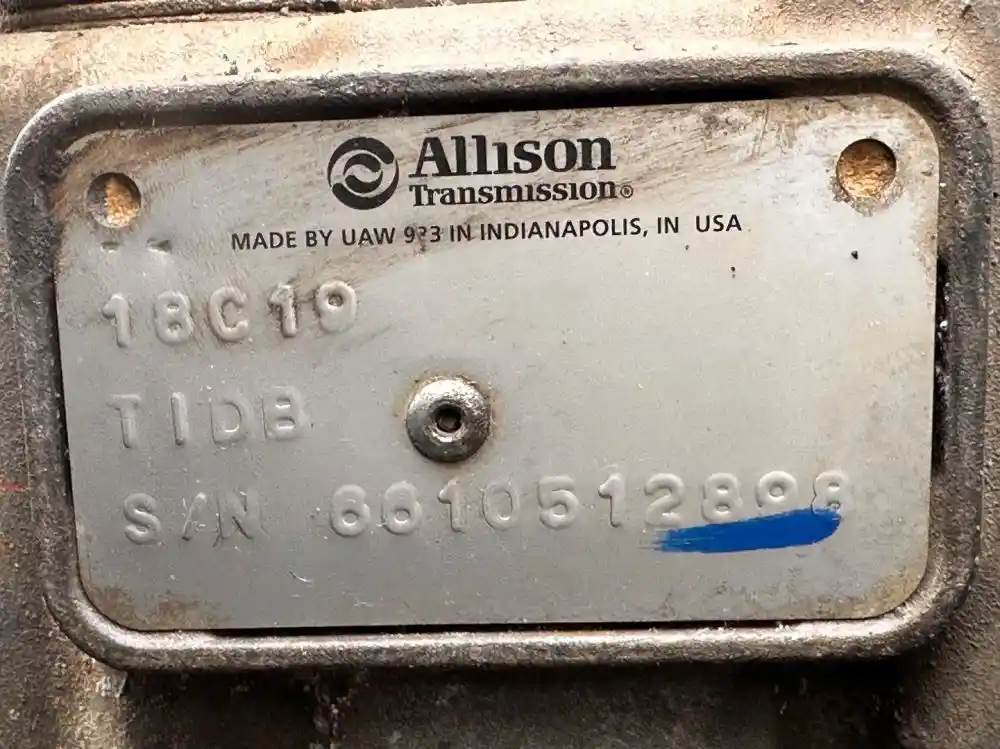 Allison
Transmission®
MADE BY UAW 933 IN INDIANAPOLIS, IN USA
18C19
TIDB
S/N 6610512898